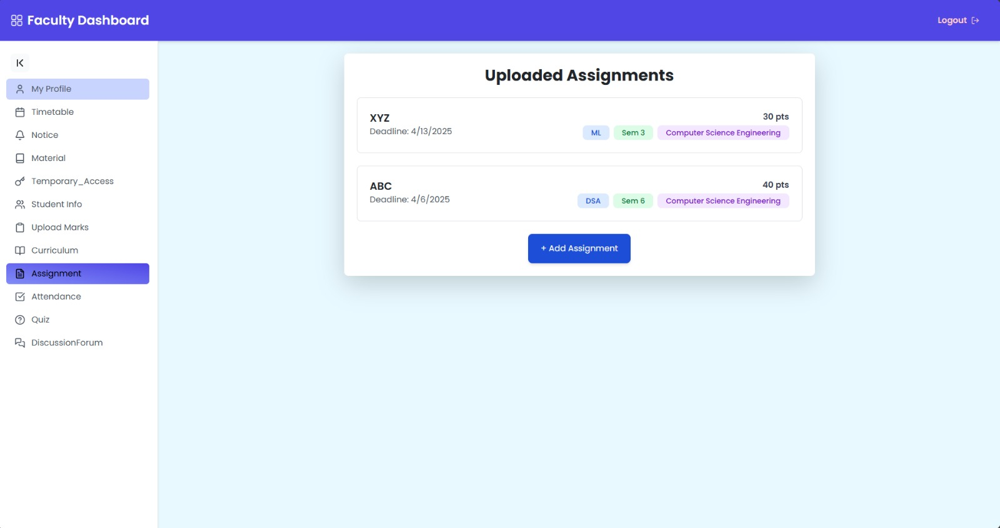 Faculty Dashboard
Logout
My Profile
Timetable
Notice
Material
Temporary_Access
Student Info
Upload Marks
Curriculum
Assignment
Attendance
Quiz
DiscussionForum
Uploaded Assignments
XYZ
30 pts
Deadline: 4/13/2025
ML Sem 3 Computer Science Engineering
ABC
40 pts
Deadline: 4/6/2025
DSA Sem 6 Computer Science Engineering
+ Add Assignment